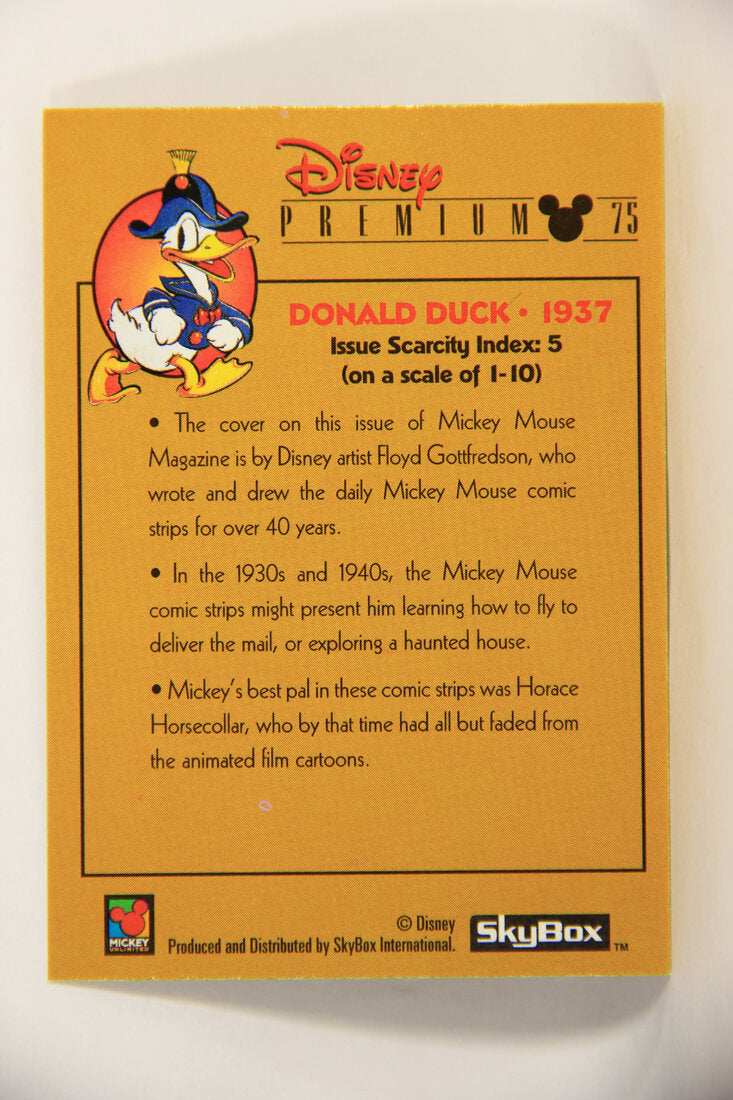 Disney
PREMIUM 75
DONALD DUCK • 1937
Issue Scarcity Index: 5
(on a scale of 1-10)
• The cover on this issue of Mickey Mouse
Magazine is by Disney artist Floyd Gottfredson, who
wrote and drew the daily Mickey Mouse comic
strips for over 40 years.
• In the 1930s and 1940s, the Mickey Mouse
comic strips might present him learning how to fly to
deliver the mail, or exploring a haunted house.
• Mickey's best pal in these comic strips was Horace
Horsecollar, who by that time had all but faded from
the animated film cartoons.
MICKEY
UNLIMITED
© Disney
Produced and Distributed by SkyBox International.
SkyBox ™